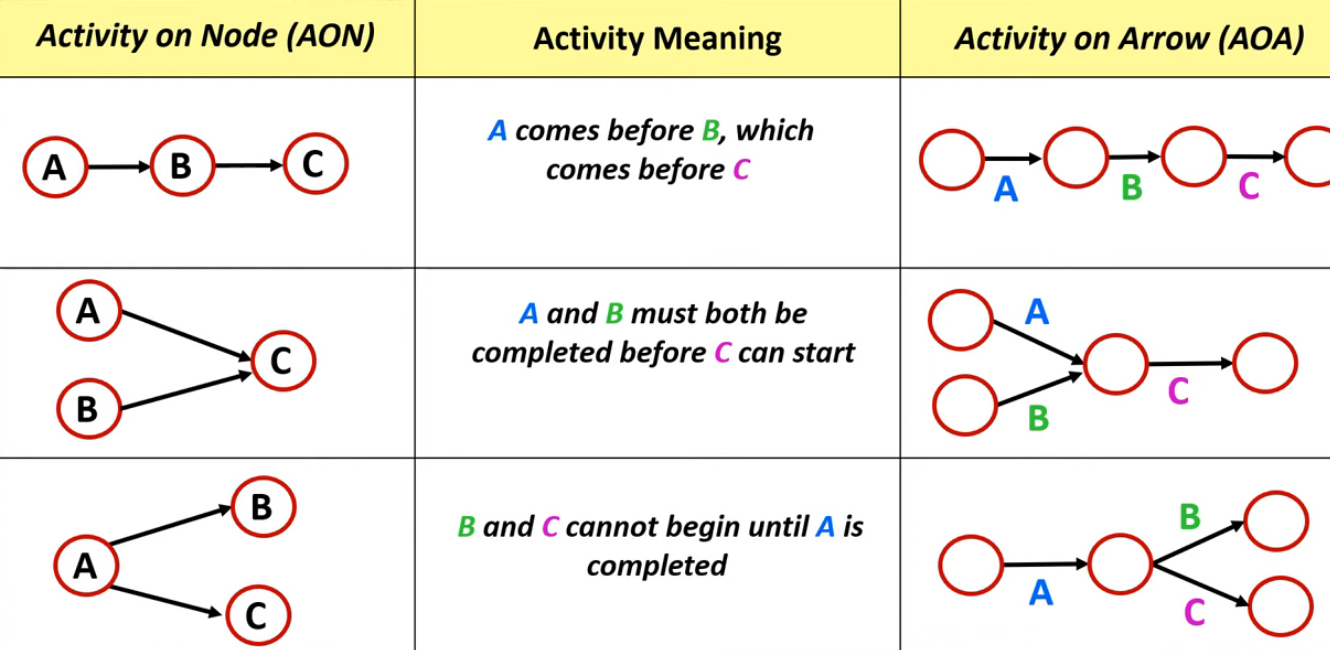 Activity on Node (AON)
Activity Meaning
Activity on Arrow (AOA)
A
B
C
A comes before B, which
comes before C
A
B
C
A
B
C
A and B must both be
completed before C can start
A
B
C
A
B
C
B and C cannot begin until A is
completed
A
B
C